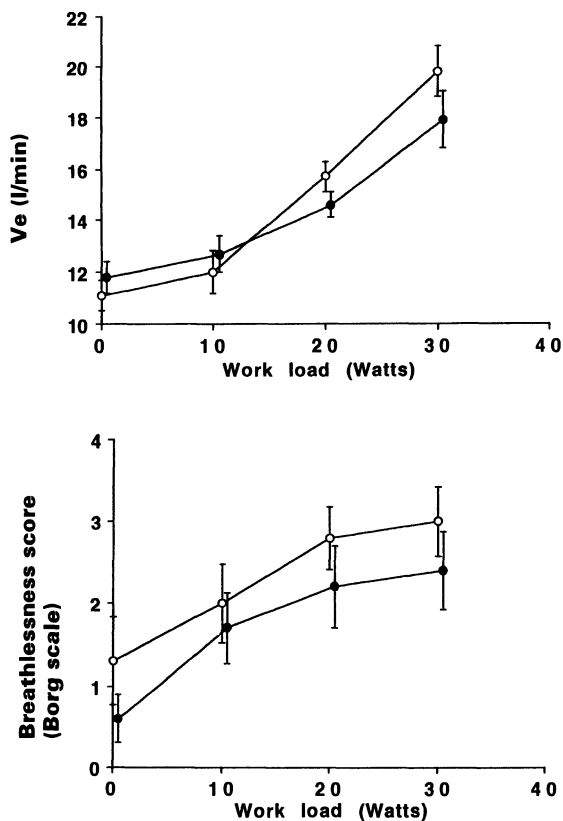 22
20
18
16
14
12
10
Ve (l/min)
0 10 20 30 40
Work load (Watts)
4
3
2
1
0
Breathlessness score
(Borg scale)
0 10 20 30 40
Work load (Watts)